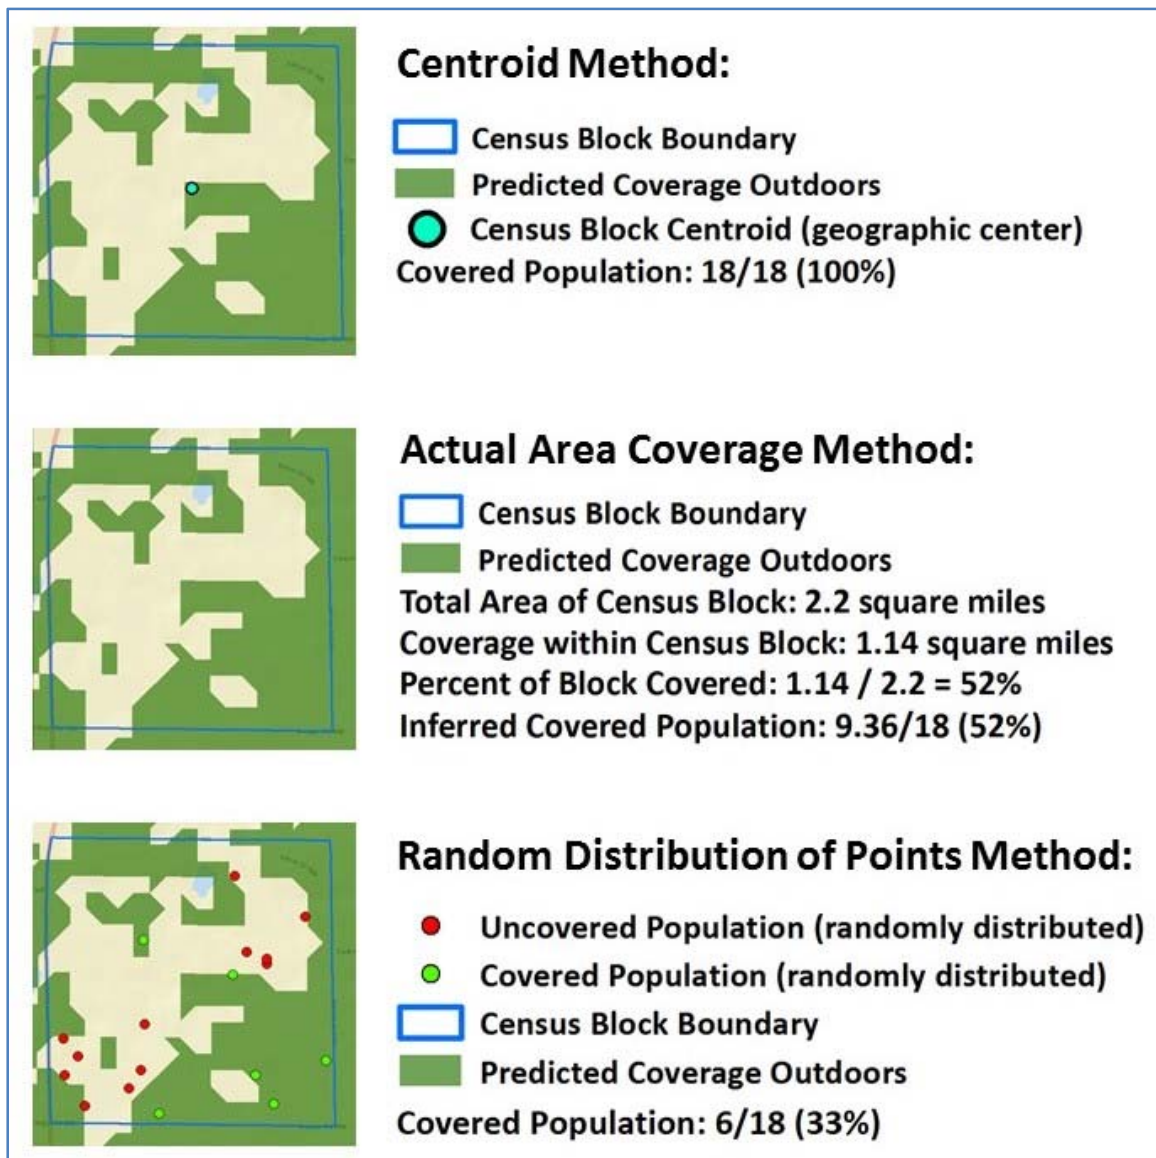 Centroid Method:
Census Block Boundary
Predicted Coverage Outdoors
Census Block Centroid (geographic center)
Covered Population: 18/18 (100%)
Actual Area Coverage Method:
Census Block Boundary
Predicted Coverage Outdoors
Total Area of Census Block: 2.2 square miles
Coverage within Census Block: 1.14 square miles
Percent of Block Covered: 1.14 / 2.2 = 52%
Inferred Covered Population: 9.36/18 (52%)
Random Distribution of Points Method:
Uncovered Population (randomly distributed)
Covered Population (randomly distributed)
Census Block Boundary
Predicted Coverage Outdoors
Covered Population: 6/18 (33%)